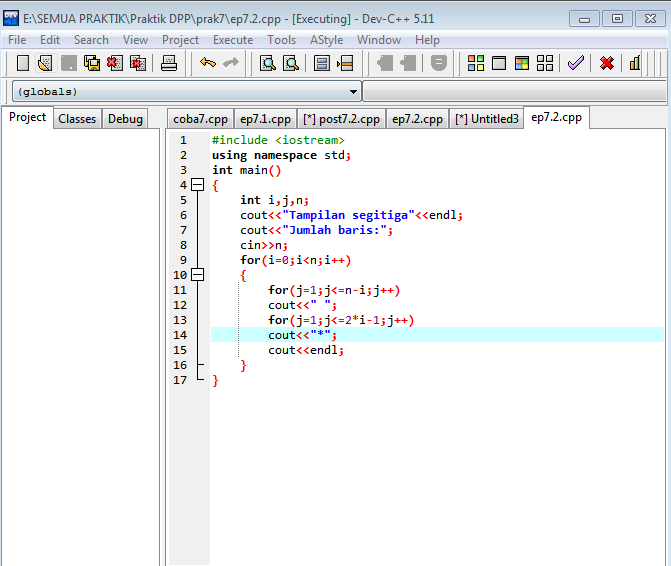 E:\SEMUA PRAKTIK\Praktik DPP\prak7\ep7.2.cpp - [Executing] - Dev-C++ 5.11
File Edit Search View Project Execute Tools AStyle Window Help
(globals)
Project Classes Debug coba7.cpp ep7.1.cpp [*] post7.2.cpp ep7.2.cpp [*] Untitled3 ep7.2.cpp
1 #include <iostream>
2 using namespace std;
3 int main()
4 {
5 int i,j,n;
6 cout<<"Tampilan segitiga"<<endl;
7 cout<<"Jumlah baris:";
8 cin>>n;
9 for(i=0;i<n;i++)
10 {
11 for(j=1;j<=n-i;j++)
12 cout<<" ";
13 for(j=1;j<=2*i-1;j++)
14 cout<<"*";
15 cout<<endl;
16 }
17 }